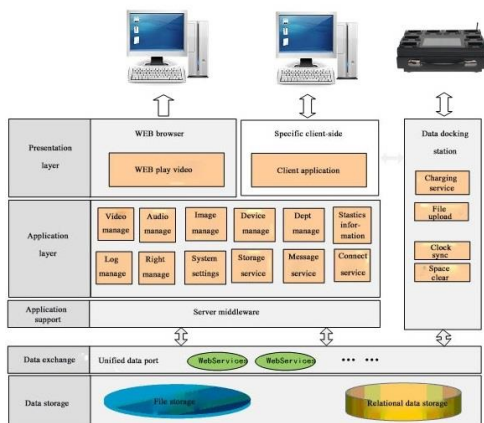 WEB browser
Specific client-side
Data docking
station
Presentation
layer
WEB play video
Client application
Charging
service
File
upload
Clock
sync
Space
clear
Application
layer
Video
manage
Audio
manage
Image
manage
Device
manage
Dept
manage
Stastics
infor-
mation
Log
manage
Right
manage
System
settings
Storage
service
Message
service
Connect
service
Application
support
Server middleware
Data exchange
Unified data port
WebServices
WebServices
••• •••
Data storage
File storage
Relational data storage